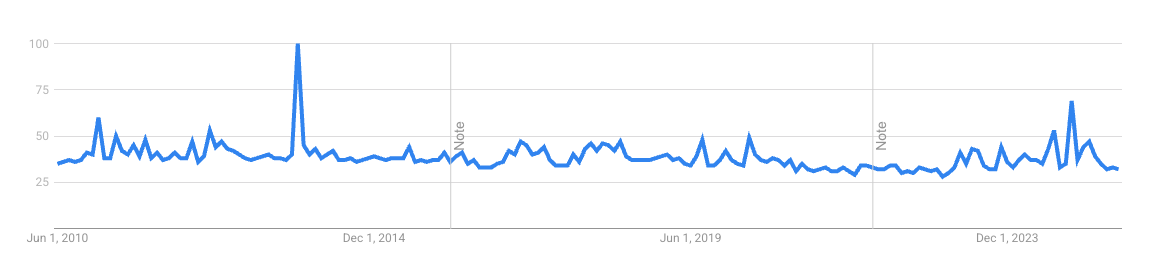 100
75
50
25
Note
Note
Jun 1, 2010
Dec 1, 2014
Jun 1, 2019
Dec 1, 2023